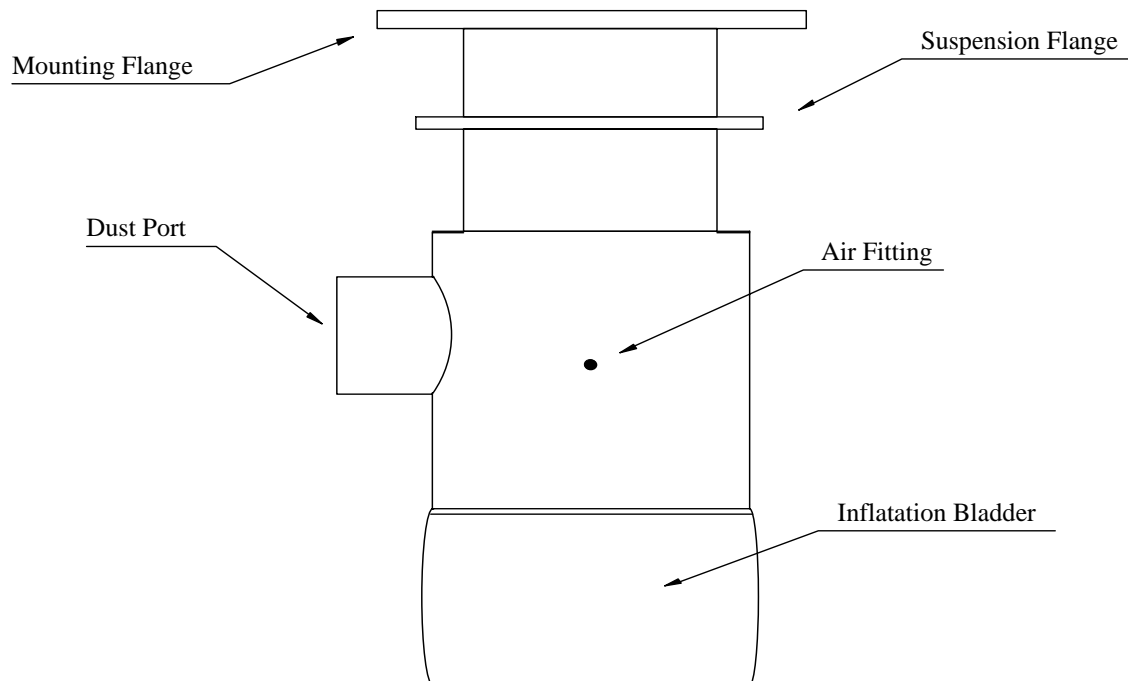 Suspension Flange
Mounting Flange
Dust Port
Air Fitting
Inflatation Bladder